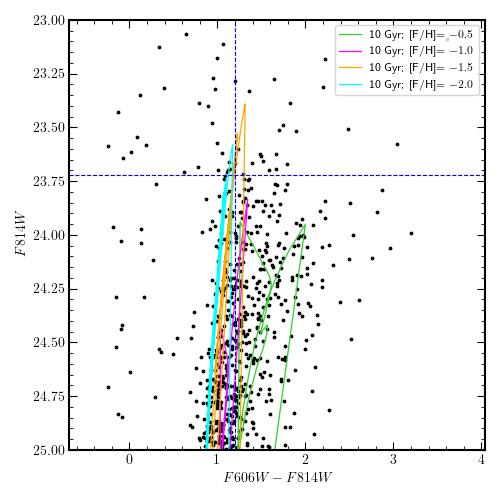 23.00
23.25
23.50
23.75
24.00
24.25
24.50
24.75
25.00
F814W
10 Gyr; [F/H]= −0.5
10 Gyr; [F/H]= −1.0
10 Gyr; [F/H]= −1.5
10 Gyr; [F/H]= −2.0
0 1 2 3 4
F606W − F814W